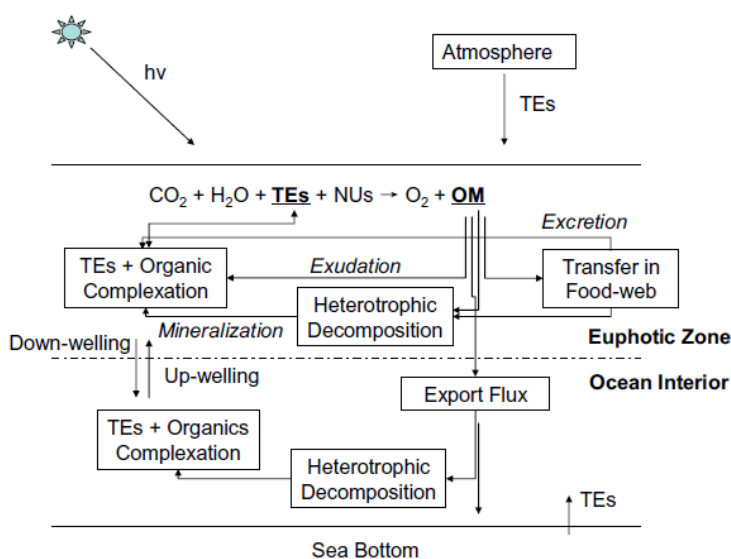 hν
Atmosphere
TEs
CO₂ + H₂O + TEs + NUs → O₂ + OM
Excretion
TEs + Organic
Complexation
Exudation
Transfer in
Food-web
Heterotrophic
Decomposition
Mineralization
Euphotic Zone
Down-welling
Up-welling
Ocean Interior
Export Flux
TEs + Organics
Complexation
Heterotrophic
Decomposition
TEs
Sea Bottom